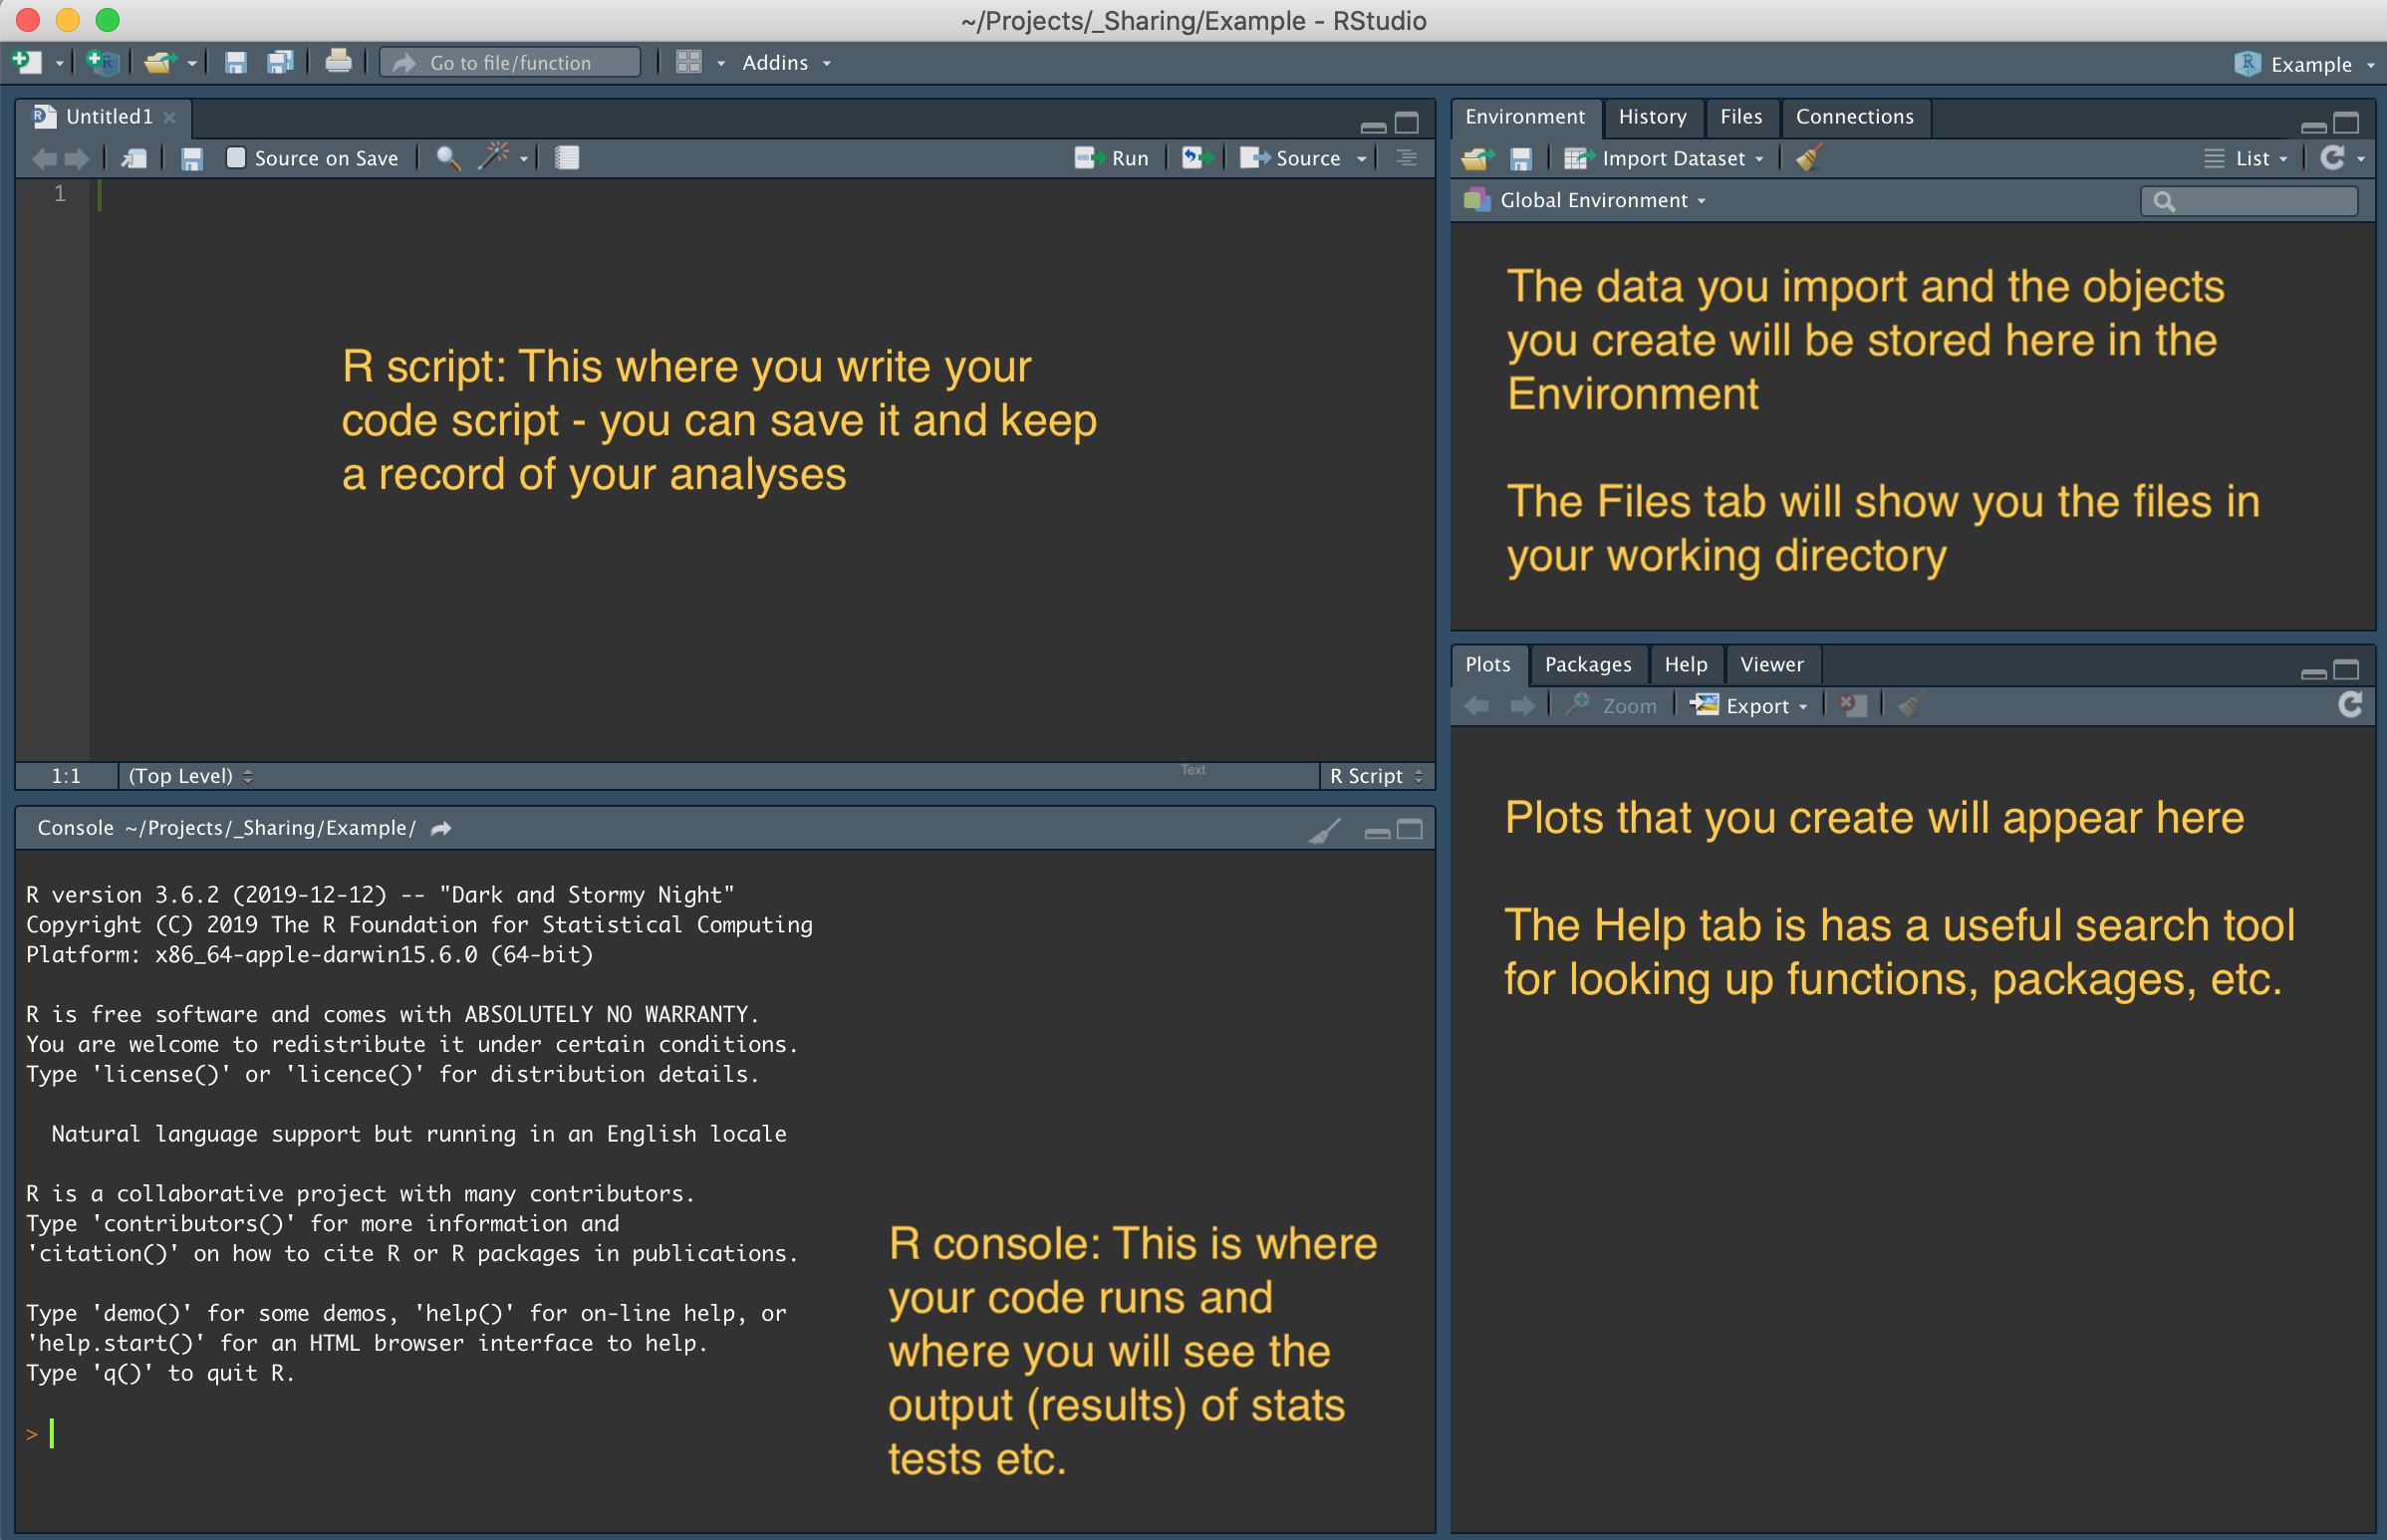 ~/Projects/_Sharing/Example - RStudio
Go to file/function
Addins
Example
Untitled1
Source on Save
Run
Source
1
R script: This where you write your
code script - you can save it and keep
a record of your analyses
1:1
(Top Level)
Text
R Script
Console ~/Projects/_Sharing/Example/
R version 3.6.2 (2019-12-12) -- "Dark and Stormy Night"
Copyright (C) 2019 The R Foundation for Statistical Computing
Platform: x86_64-apple-darwin15.6.0 (64-bit)
R is free software and comes with ABSOLUTELY NO WARRANTY.
You are welcome to redistribute it under certain conditions.
Type 'license()' or 'licence()' for distribution details.
Natural language support but running in an English locale
R is a collaborative project with many contributors.
Type 'contributors()' for more information and
'citation()' on how to cite R or R packages in publications.
Type 'demo()' for some demos, 'help()' for on-line help, or
'help.start()' for an HTML browser interface to help.
Type 'q()' to quit R.
>
R console: This is where
your code runs and
where you will see the
output (results) of stats
tests etc.
Environment
History
Files
Connections
Import Dataset
List
Global Environment
The data you import and the objects
you create will be stored here in the
Environment
The Files tab will show you the files in
your working directory
Plots
Packages
Help
Viewer
Zoom
Export
Plots that you create will appear here
The Help tab is has a useful search tool
for looking up functions, packages, etc.